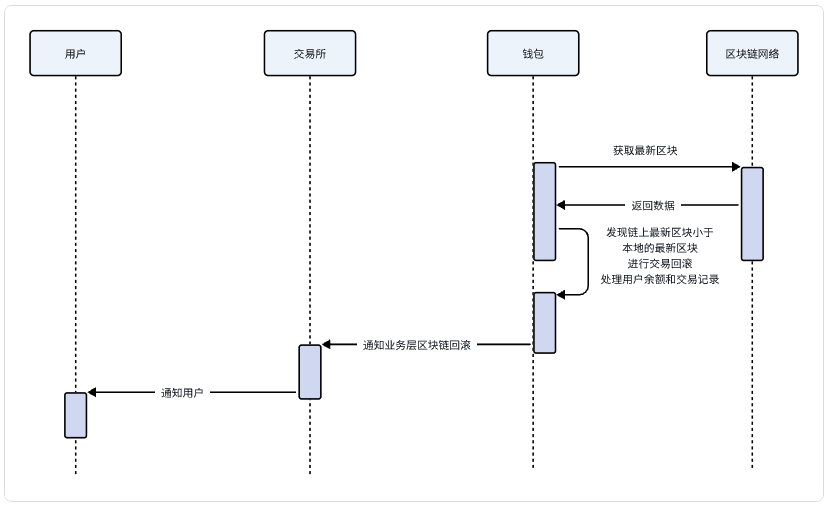 用户
交易所
钱包
区块链网络
获取最新区块
返回数据
发现链上最新区块小于
本地的最新区块
进行交易回滚
处理用户余额和交易记录
通知业务层区块链回滚
通知用户